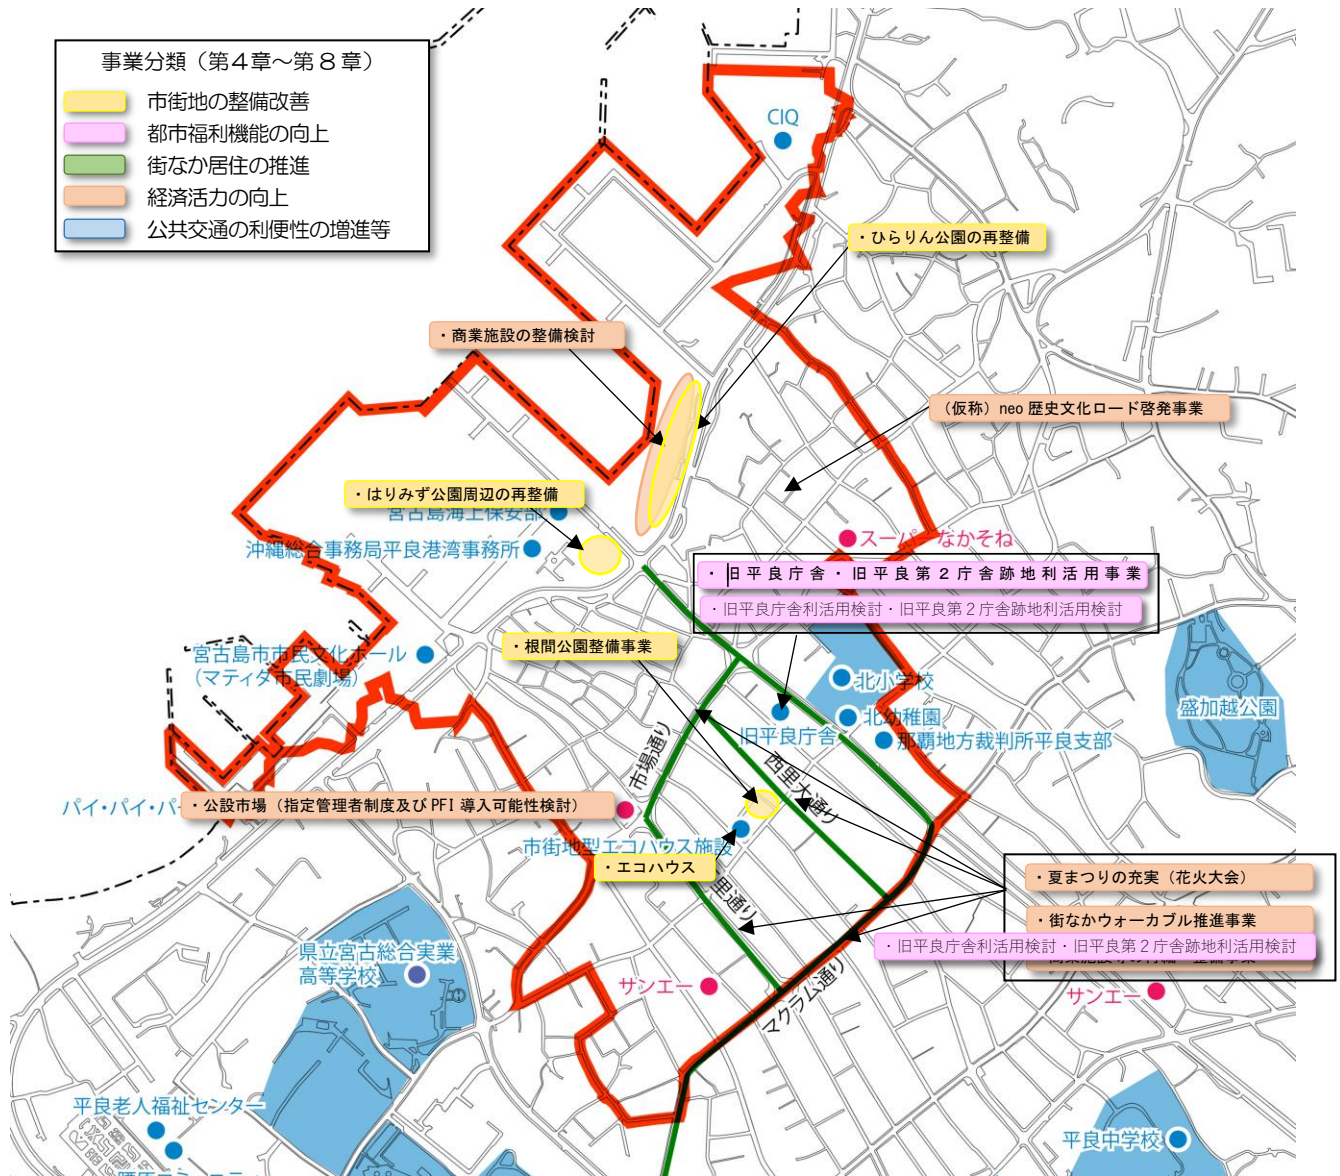 事業分類（第４章～第８章）
市街地の整備改善
都市福利機能の向上
街なか居住の推進
経済活力の向上
公共交通の利便性の増進等
CIQ
・ひらりん公園の再整備
・商業施設の整備検討
（仮称）neo 歴史文化ロード啓発事業
・はりみず公園周辺の再整備
宮古島海上保安部
沖縄総合事務局平良港湾事務所
スーパーなかそね
・旧平良庁舎・旧平良第２庁舎跡地利活用事業
・旧平良庁舎利活用検討・旧平良第２庁舎跡地利活用検討
・根間公園整備事業
宮古島市市民文化ホール
（マティダ市民劇場）
北小学校
北幼稚園
旧平良庁舎
那覇地方裁判所平良支部
盛加越公園
市場通り
西里大通り
パイ・パイ・パ
・公設市場（指定管理者制度及び PFI 導入可能性検討）
市街地型エコハウス施設
・エコハウス
里通り
・夏まつりの充実（花火大会）
・街なかウォーカブル推進事業
・旧平良庁舎利活用検討・旧平良第２庁舎跡地利活用検討
県立宮古総合実業
高等学校
サンエー
マクラム通り
サンエー
平良老人福祉センター
平良中学校